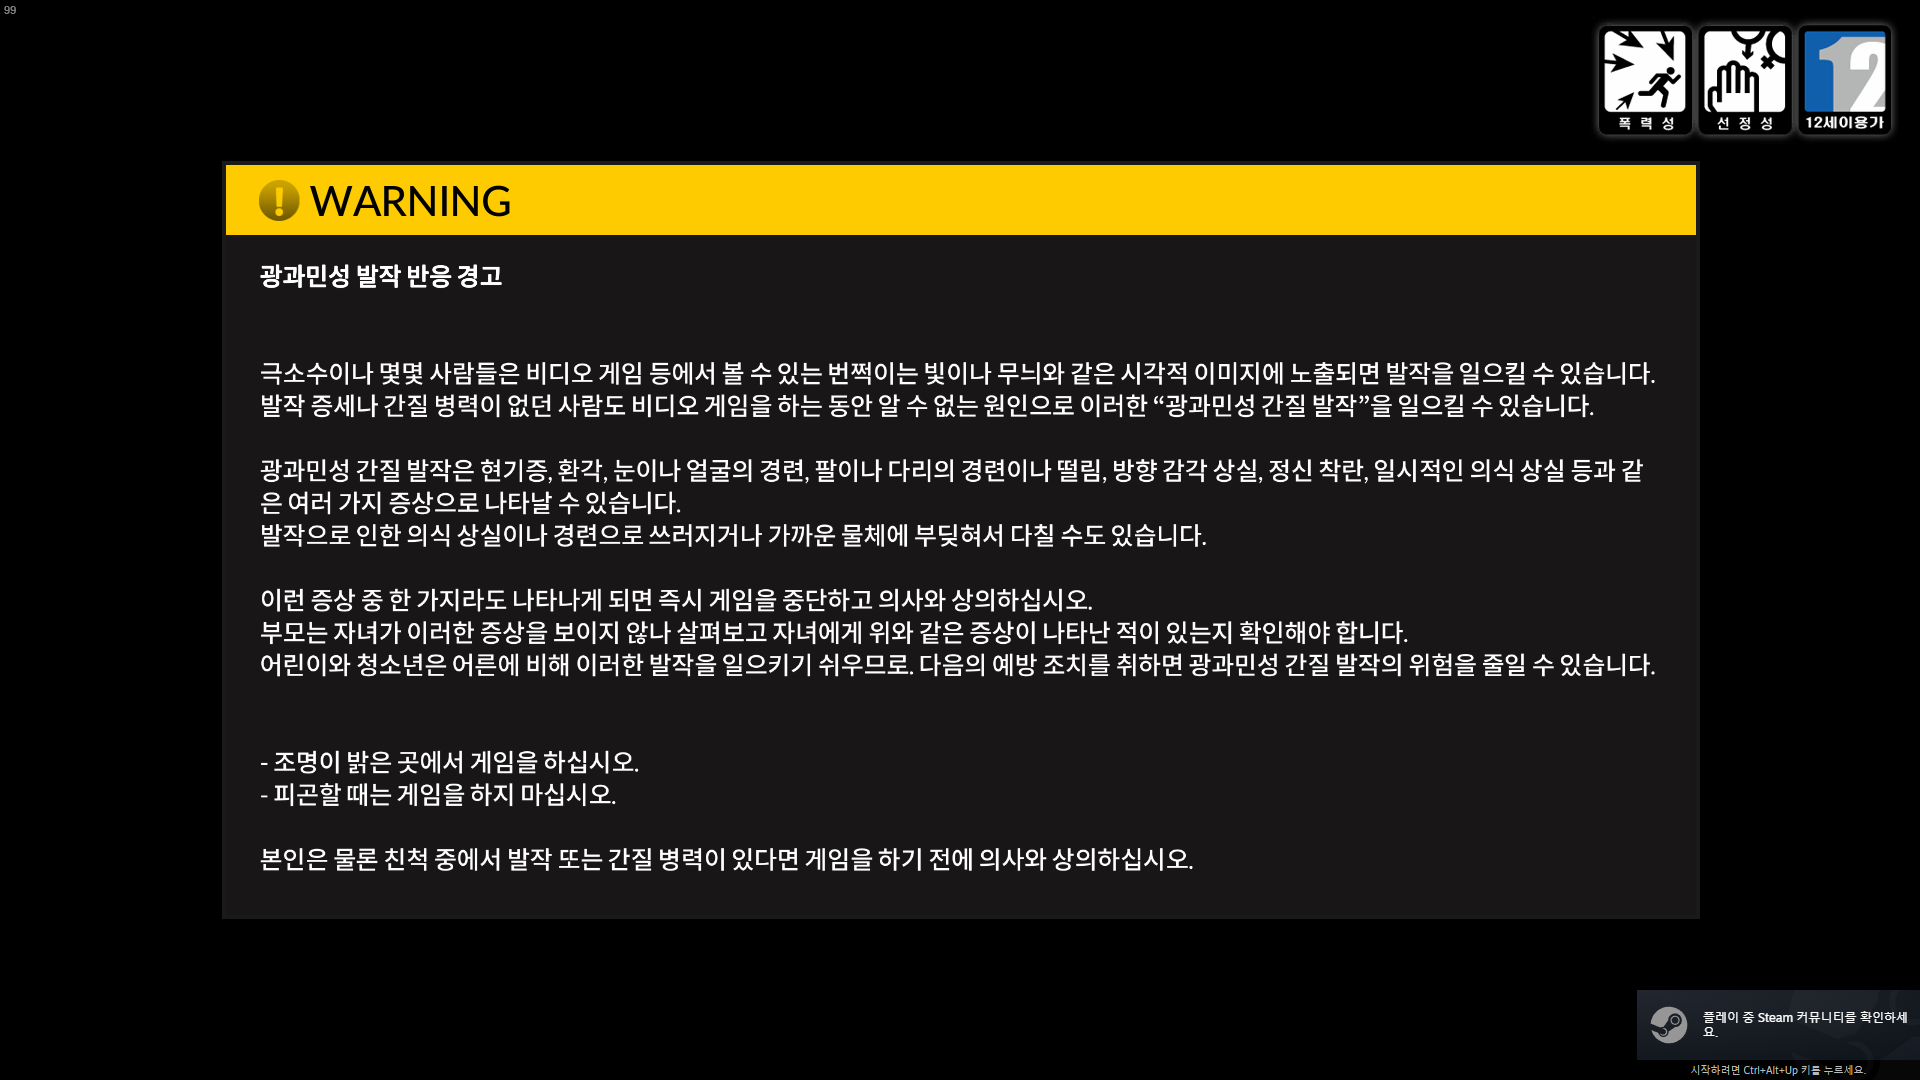 99
폭력성
선정성
12
12세이용가
! WARNING
광과민성 발작 반응 경고
극소수이나 몇몇 사람들은 비디오 게임 등에서 볼 수 있는 번쩍이는 빛이나 무늬와 같은 시각적 이미지에 노출되면 발작을 일으킬 수 있습니다.
발작 증세나 간질 병력이 없던 사람도 비디오 게임을 하는 동안 알 수 없는 원인으로 이러한 “광과민성 간질 발작”을 일으킬 수 있습니다.
광과민성 간질 발작은 현기증, 환각, 눈이나 얼굴의 경련, 팔이나 다리의 경련이나 떨림, 방향 감각 상실, 정신 착란, 일시적인 의식 상실 등과 같
은 여러 가지 증상으로 나타날 수 있습니다.
발작으로 인한 의식 상실이나 경련으로 쓰러지거나 가까운 물체에 부딪혀서 다칠 수도 있습니다.
이런 증상 중 한 가지라도 나타나게 되면 즉시 게임을 중단하고 의사와 상의하십시오.
부모는 자녀가 이러한 증상을 보이지 않나 살펴보고 자녀에게 위와 같은 증상이 나타난 적이 있는지 확인해야 합니다.
어린이와 청소년은 어른에 비해 이러한 발작을 일으키기 쉬우므로. 다음의 예방 조치를 취하면 광과민성 간질 발작의 위험을 줄일 수 있습니다.
- 조명이 밝은 곳에서 게임을 하십시오.
- 피곤할 때는 게임을 하지 마십시오.
본인은 물론 친척 중에서 발작 또는 간질 병력이 있다면 게임을 하기 전에 의사와 상의하십시오.
플레이 중 Steam 커뮤니티를 확인하세
요.
시작하려면 Ctrl+Alt+Up 키를 누르세요.